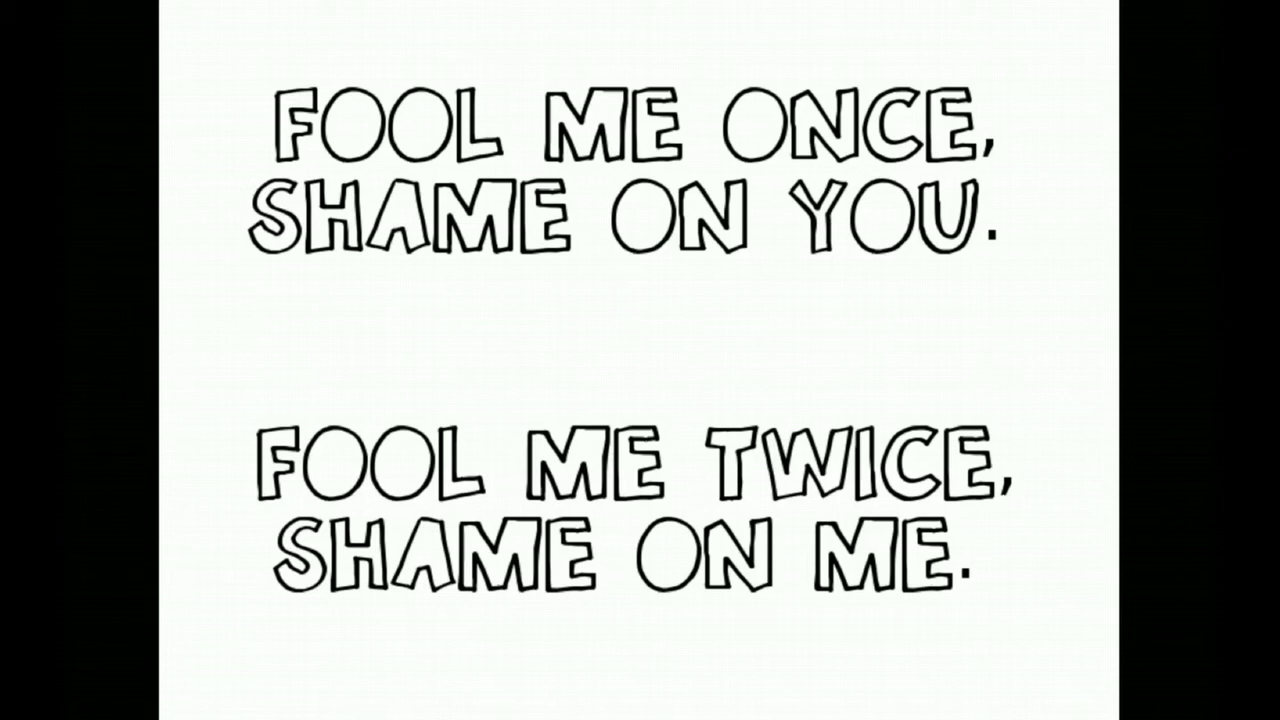 FOOL ME ONCE,
SHAME ON YOU.
FOOL ME TWICE,
SHAME ON ME.